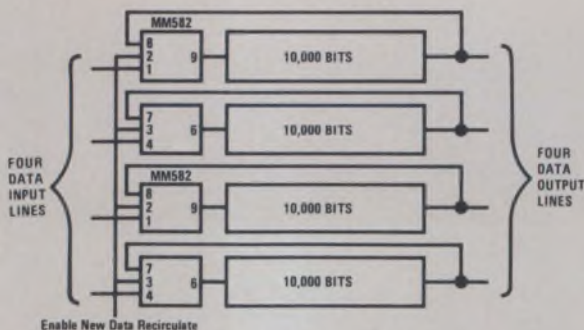 MM582
8
2
1
9
10,000 BITS
7
3
4
6
10,000 BITS
MM582
8
2
1
9
10,000 BITS
7
3
4
6
10,000 BITS
FOUR
DATA
INPUT
LINES
FOUR
DATA
OUTPUT
LINES
Enable New Data Recirculate